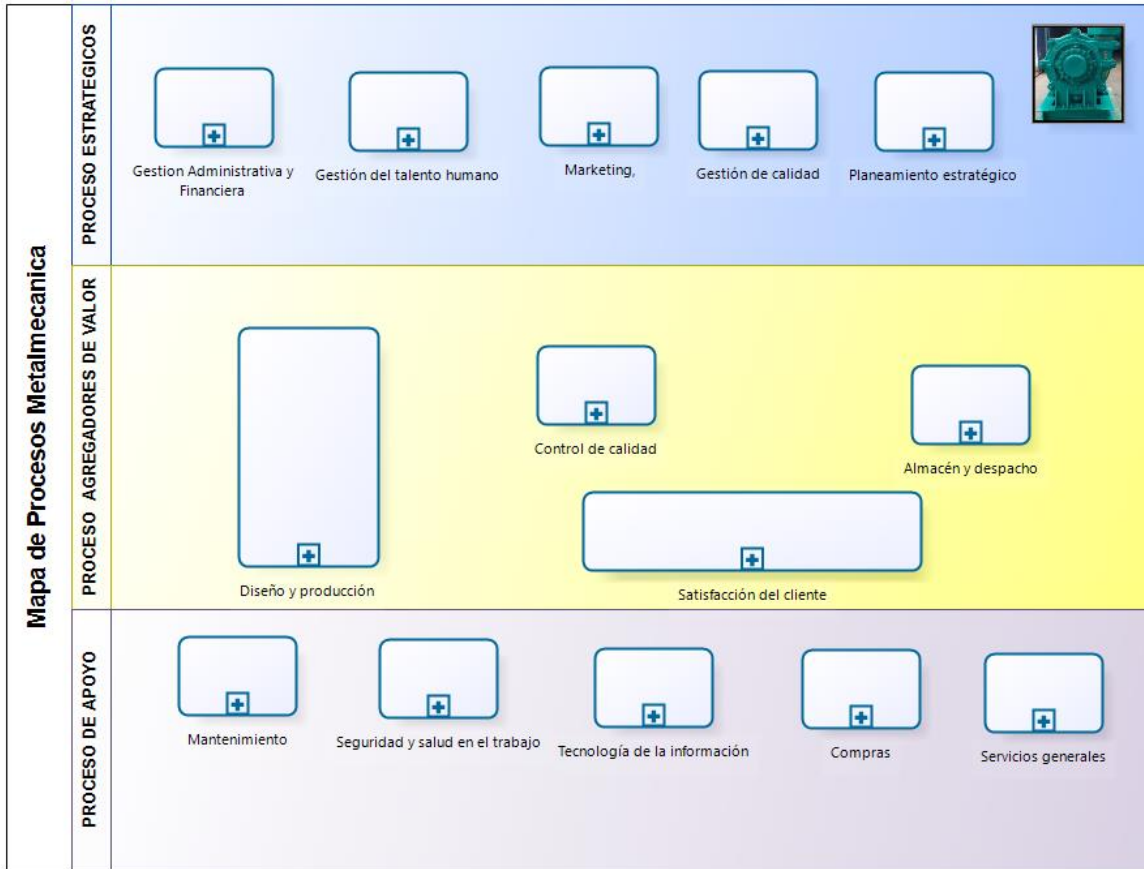 Mapa de Procesos Metalmecanica
PROCESO ESTRATEGICOS
Gestion Administrativa y
Financiera
Gestión del talento humano
Marketing,
Gestión de calidad
Planeamiento estratégico
PROCESO AGREGADORES DE VALOR
Diseño y producción
Control de calidad
Satisfacción del cliente
Almacén y despacho
PROCESO DE APOYO
Mantenimiento
Seguridad y salud en el trabajo
Tecnología de la información
Compras
Servicios generales